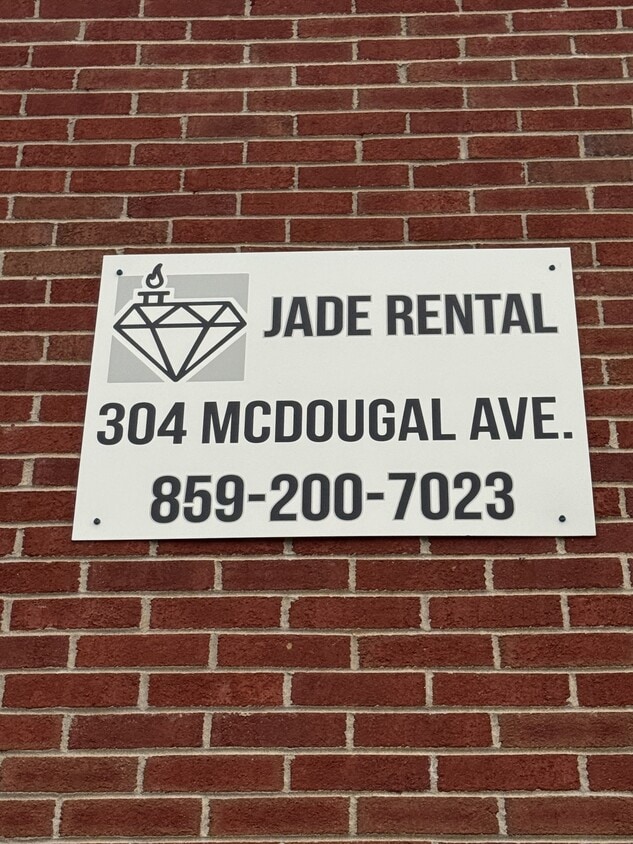 JADE RENTAL
304 MCDOUGAL AVE.
859-200-7023